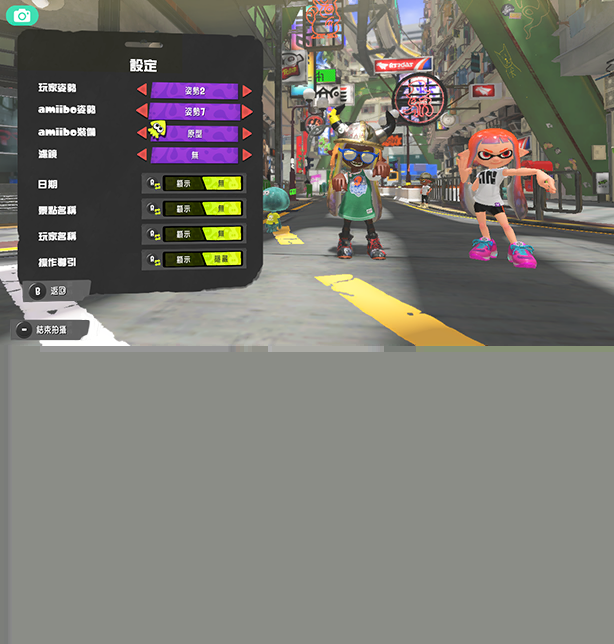 設定
玩家姿勢 姿勢2
amiibo姿勢 姿勢7
amiibo裝備 原型
濾鏡 無
日期 顯示 無
景點名稱 顯示 無
玩家名稱 顯示 無
操作導引 顯示 隱藏
B 返回
結束拍攝